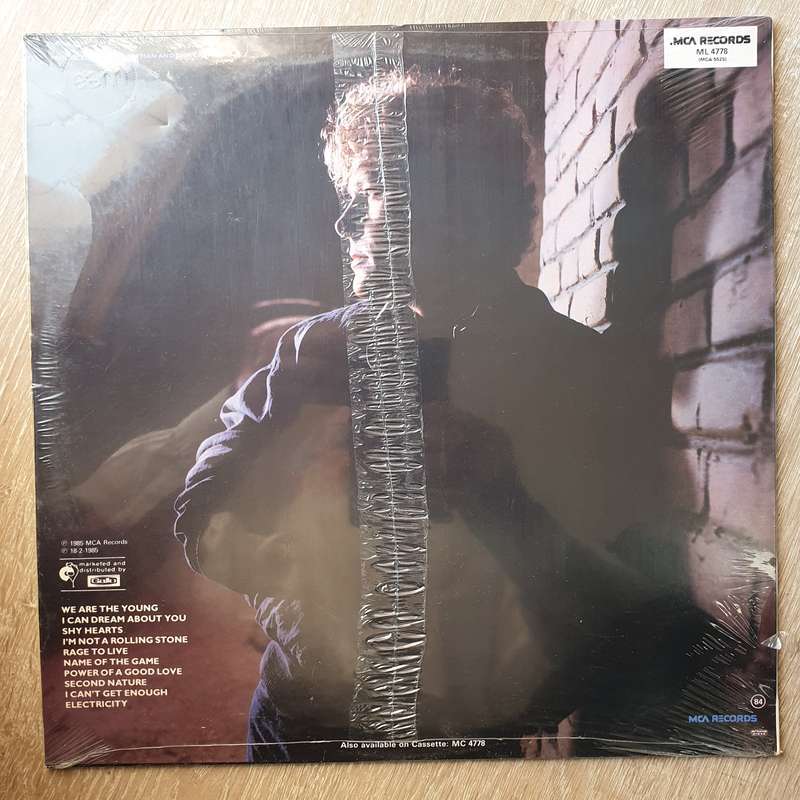 .MCA RECORDS
ML 4778
(MCA 5525)
℗ 1985 MCA Records
℗ 18-2-1985
marketed and
distributed by
Gallo
WE ARE THE YOUNG
I CAN DREAM ABOUT YOU
SHY HEARTS
I'M NOT A ROLLING STONE
RAGE TO LIVE
NAME OF THE GAME
POWER OF A GOOD LOVE
SECOND NATURE
I CAN'T GET ENOUGH
ELECTRICITY
84
MCA RECORDS
Also available on Cassette: MC 4778